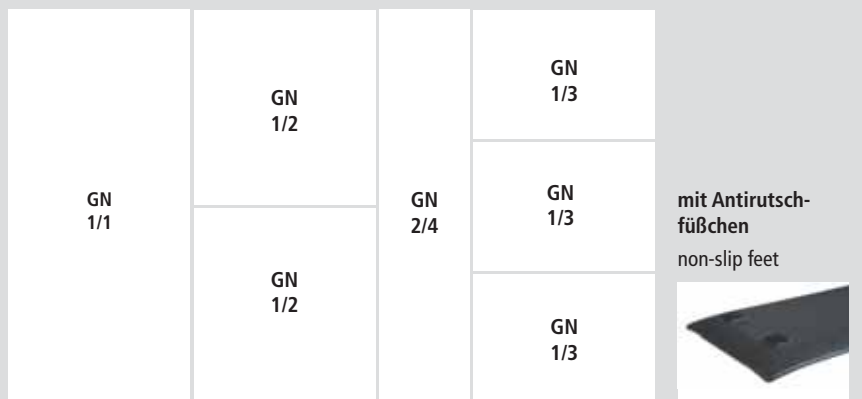 GN
1/1
GN
1/2
GN
1/2
GN
2/4
GN
1/3
GN
1/3
GN
1/3
mit Antirutsch-
füßchen
non-slip feet